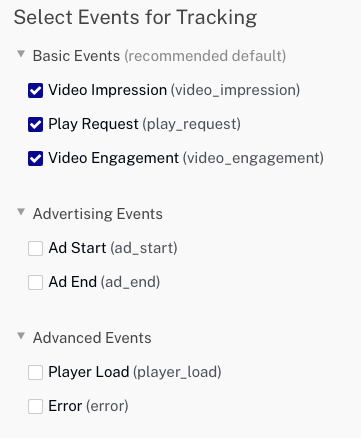 Select Events for Tracking
Basic Events (recommended default)
Video Impression (video_impression)
Play Request (play_request)
Video Engagement (video_engagement)
Advertising Events
Ad Start (ad_start)
Ad End (ad_end)
Advanced Events
Player Load (player_load)
Error (error)